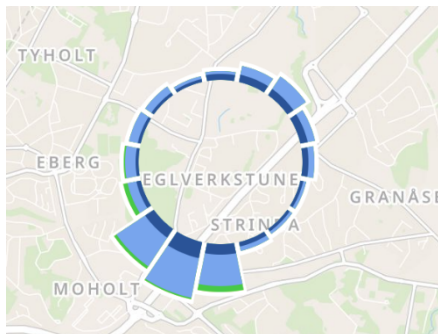 TYHOLT
EBERG
EGLVERKSTUNE
GRANÅSE
STRINDA
MOHOLT